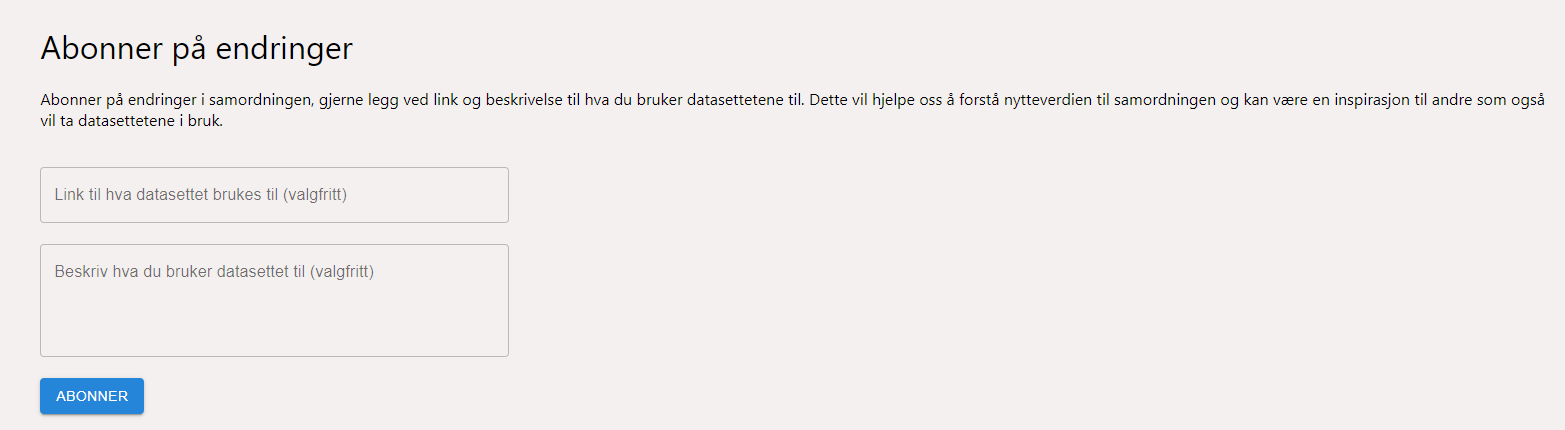 Abonner på endringer
Abonner på endringer i samordningen, gjerne legg ved link og beskrivelse til hva du bruker datasettetene til. Dette vil hjelpe oss å forstå nytteverdien til samordningen og kan være en inspirasjon til andre som også
vil ta datasettetene i bruk.
Link til hva datasettet brukes til (valgfritt)
Beskriv hva du bruker datasettet til (valgfritt)
ABONNER